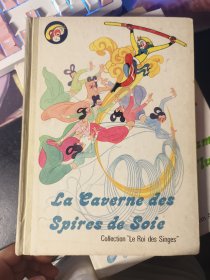 La Caverne des
Spires de Soie
Collection "Le Roi des Singes"